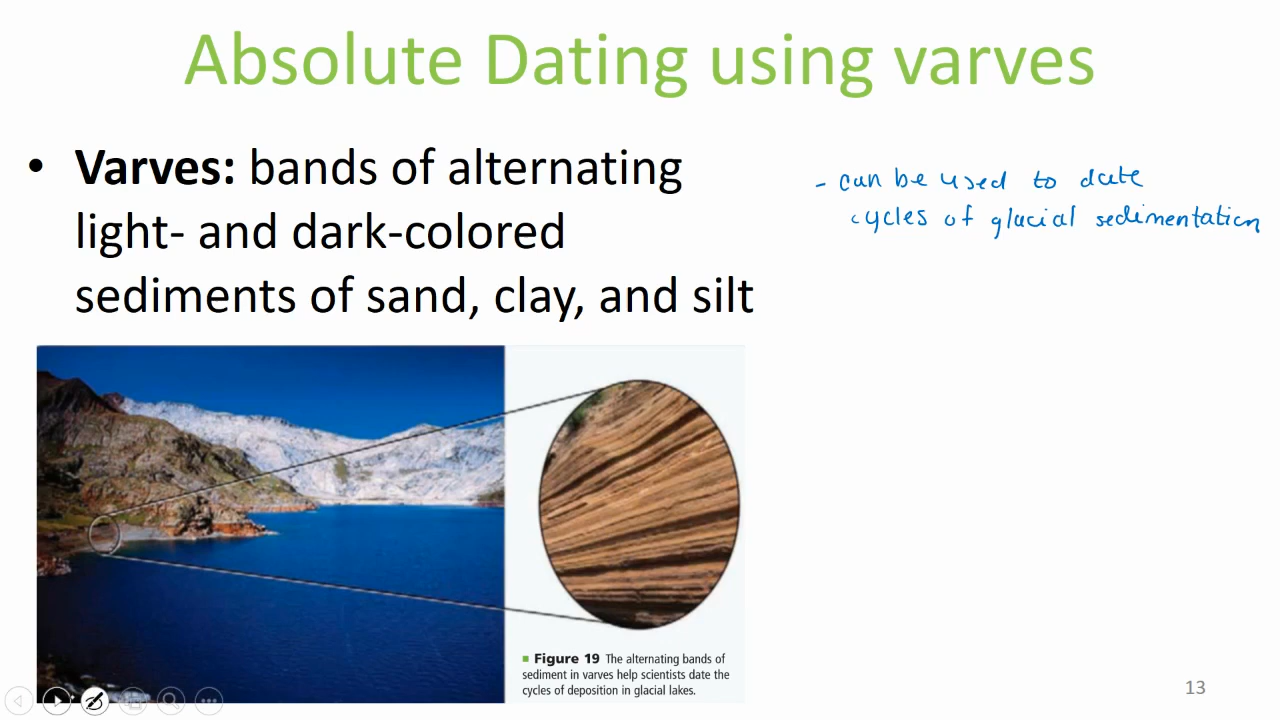 Absolute Dating using varves
• Varves: bands of alternating
light- and dark-colored
sediments of sand, clay, and silt
- can be used to date
cycles of glacial sedimentation
■ Figure 19 The alternating bands of
sediment in varves help scientists date the
cycles of deposition in glacial lakes.
13